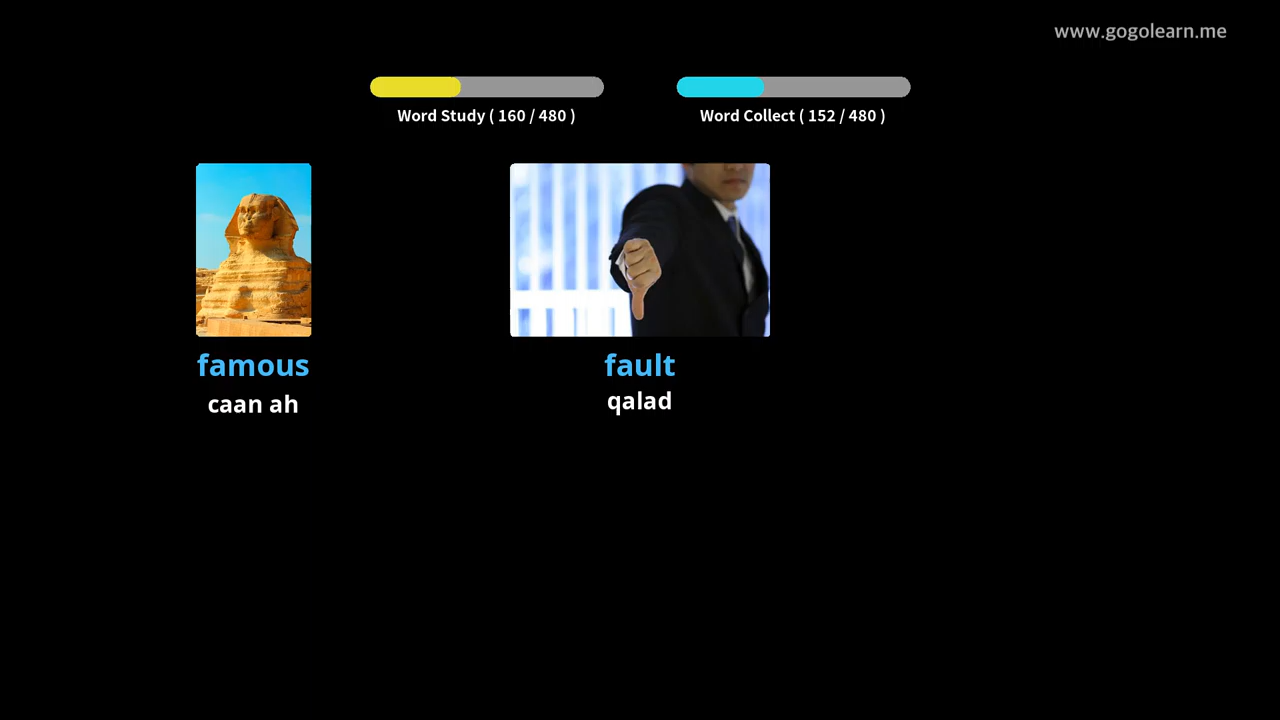 www.gogolearn.me
Word Study ( 160 / 480 )
Word Collect ( 152 / 480 )
famous
caan ah
fault
qalad